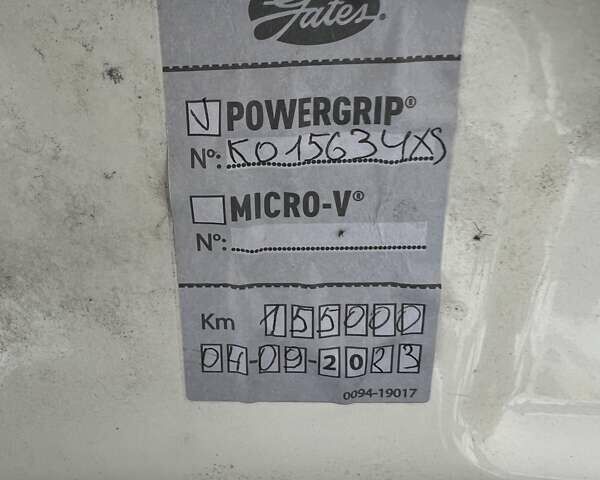 Gates®
POWERGRIP®
Nº: K015634XS
MICRO-V®
Nº:
Km 155000
04-09-2023
0094-19017